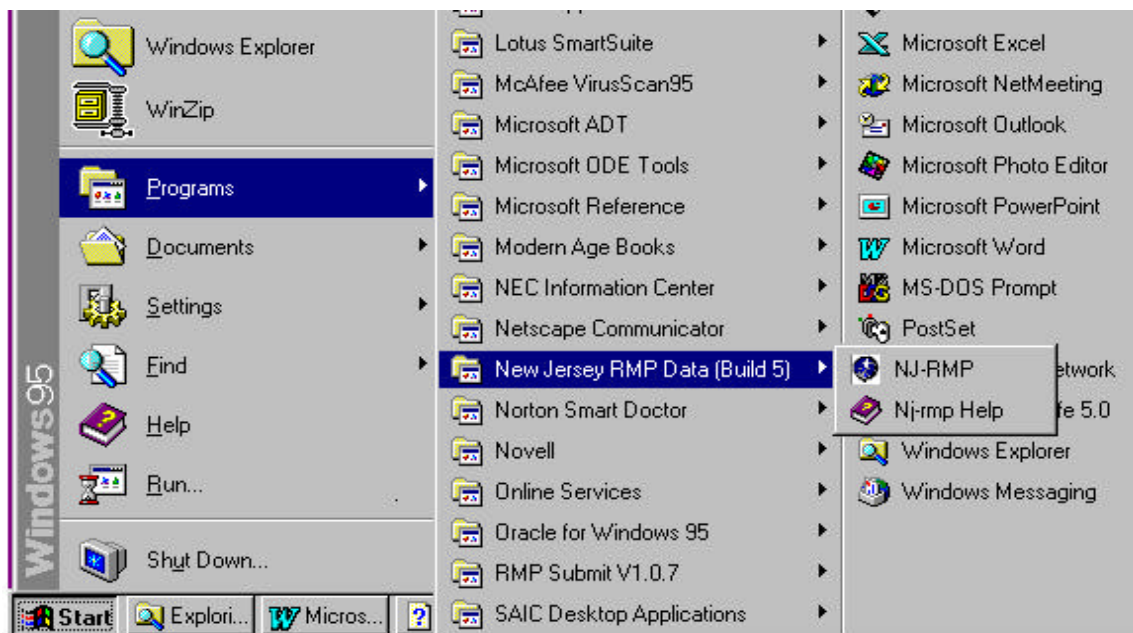 Windows Explorer
WinZip
Programs
Documents
Settings
Find
Help
Run...
Shut Down...
Windows95
Lotus SmartSuite
McAfee VirusScan95
Microsoft ADT
Microsoft ODE Tools
Microsoft Reference
Modern Age Books
NEC Information Center
Netscape Communicator
New Jersey RMP Data (Build 5)
Norton Smart Doctor
Novell
Online Services
Oracle for Windows 95
RMP Submit V1.0.7
SAIC Desktop Applications
Microsoft Excel
Microsoft NetMeeting
Microsoft Outlook
Microsoft Photo Editor
Microsoft PowerPoint
Microsoft Word
MS-DOS Prompt
PostSet
etwork
fe 5.0
Windows Explorer
Windows Messaging
NJ-RMP
Nj-rmp Help
Start
Explori...
Micros...